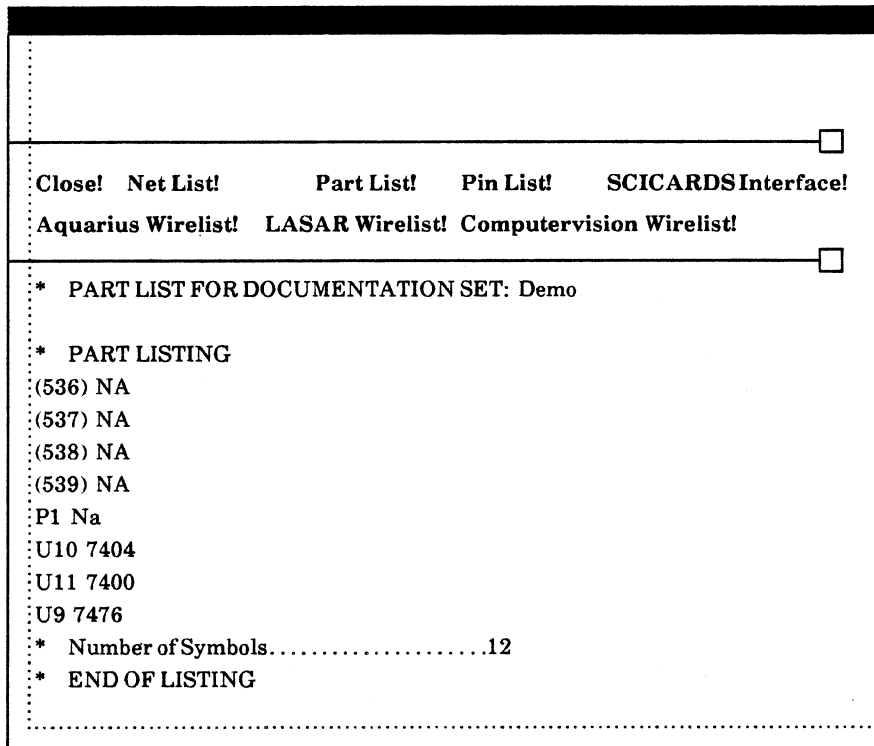 Close! Net List! Part List! Pin List! SCICARDS Interface!
Aquarius Wirelist! LASAR Wirelist! Computervision Wirelist!
* PART LIST FOR DOCUMENTATION SET: Demo
* PART LISTING
(536) NA
(537) NA
(538) NA
(539) NA
P1 Na
U10 7404
U11 7400
U9 7476
* Number of Symbols......................12
* END OF LISTING